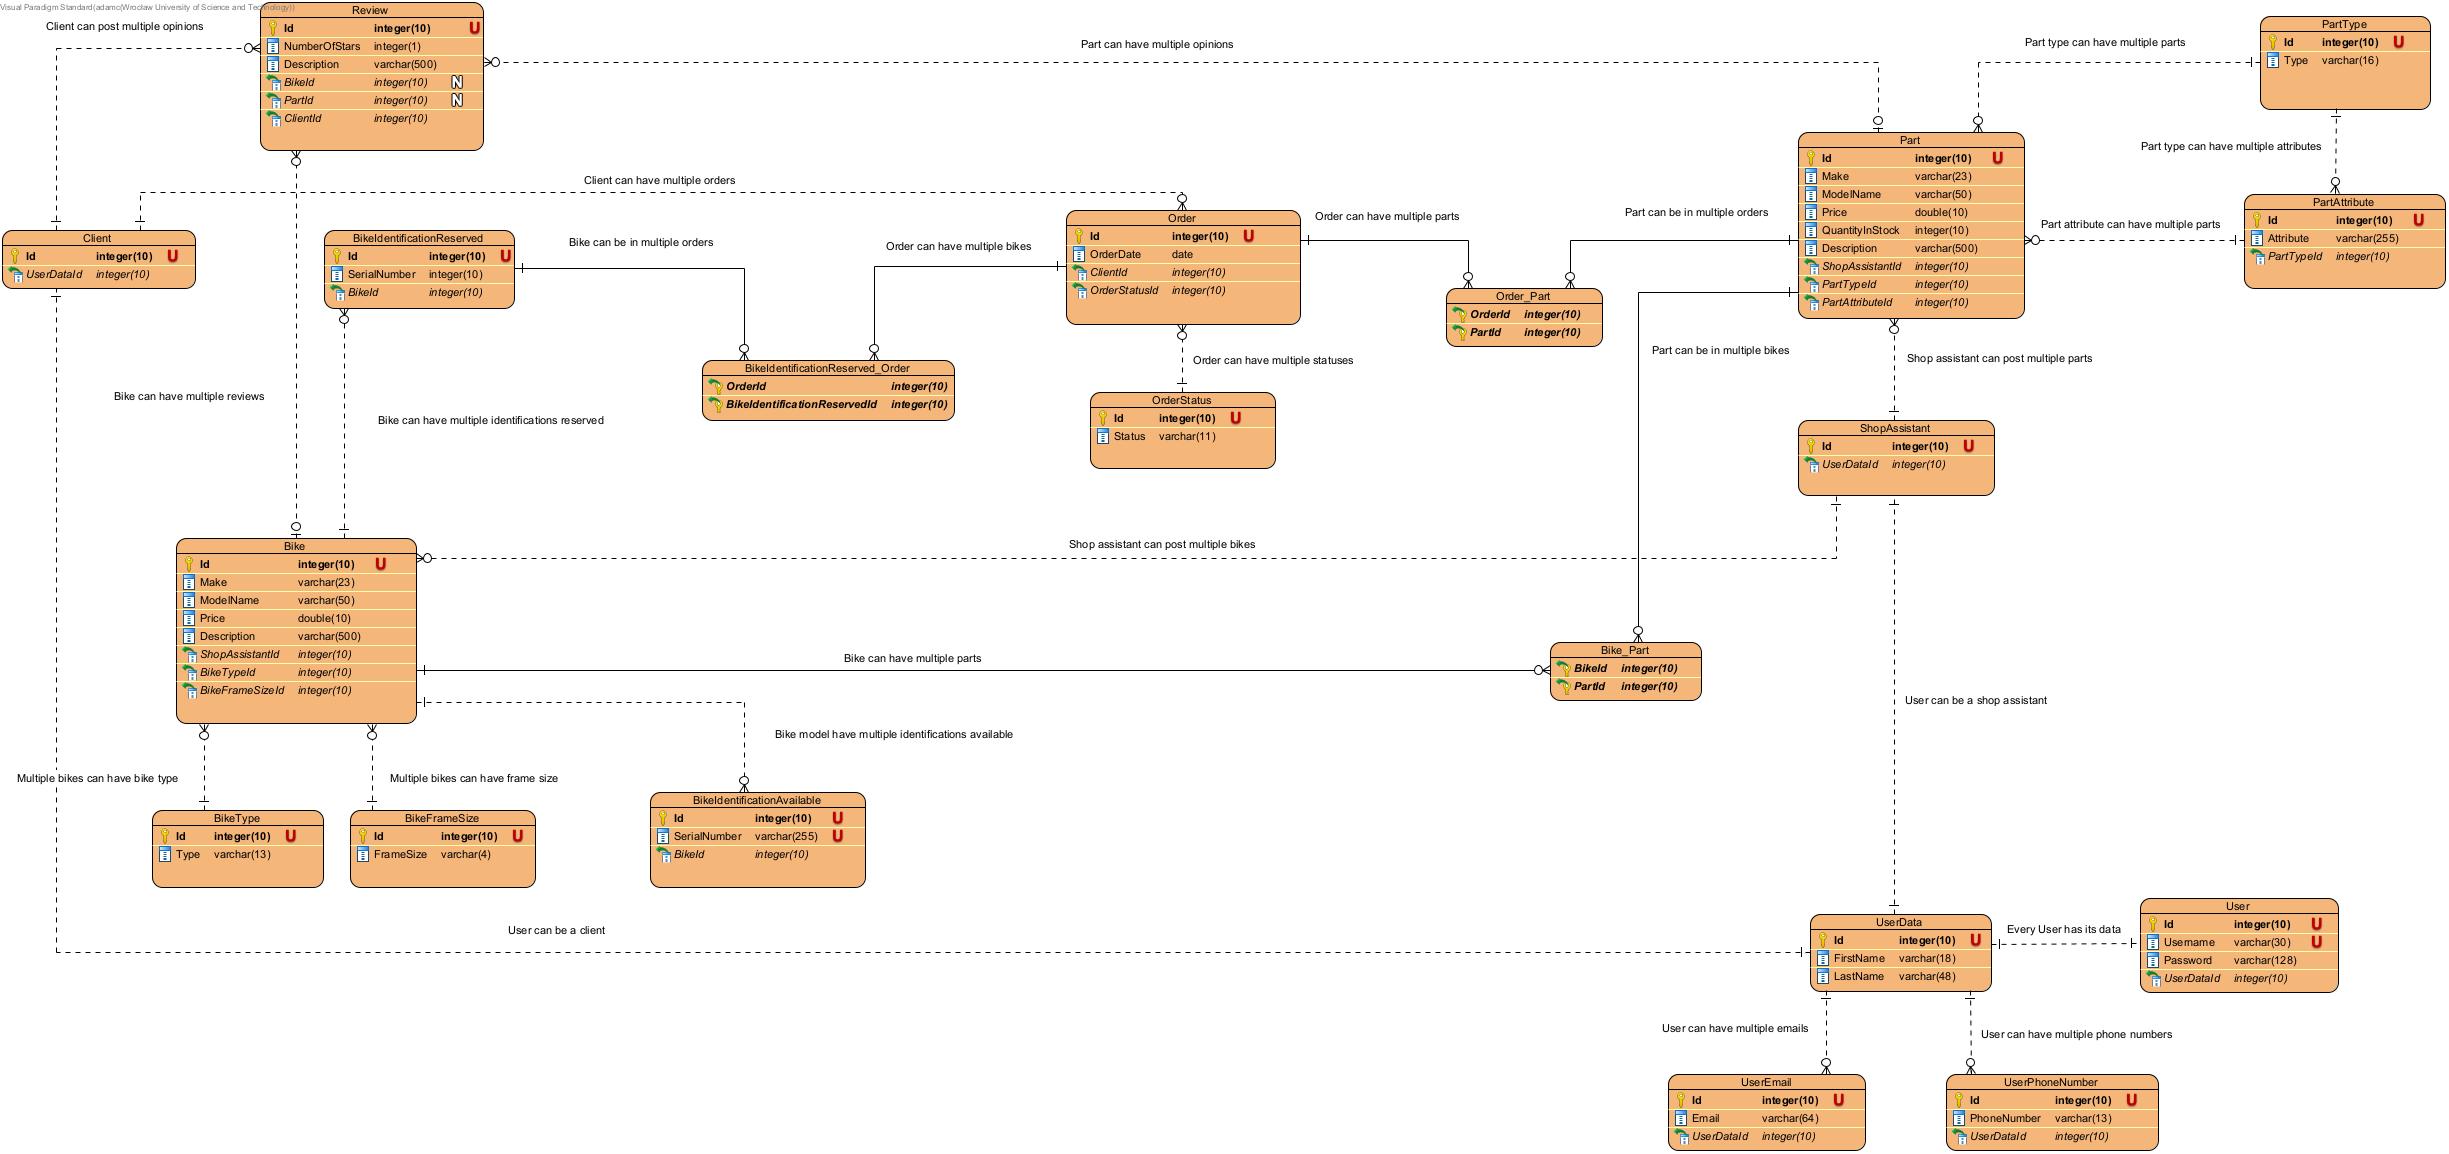 Visual Paradigm Standard(adamc(Wroclaw University of Science and Technology))
Client can post multiple opinions
Review
Id integer(10) U
NumberOfStars integer(1)
Description varchar(500)
BikeId integer(10) N
PartId integer(10) N
ClientId integer(10)
Part can have multiple opinions
Part type can have multiple parts
PartType
Id integer(10) U
Type varchar(16)
Part type can have multiple attributes
Part
Id integer(10) U
Make varchar(23)
ModelName varchar(50)
Price double(10)
QuantityInStock integer(10)
Description varchar(500)
ShopAssistantId integer(10)
PartTypeId integer(10)
PartAttributeId integer(10)
Part attribute can have multiple parts
PartAttribute
Id integer(10) U
Attribute varchar(255)
PartTypeId integer(10)
Client can have multiple orders
Client
Id integer(10) U
UserDataId integer(10)
BikeIdentificationReserved
Id integer(10) U
SerialNumber integer(10)
BikeId integer(10)
Bike can be in multiple orders
Order can have multiple bikes
Order
Id integer(10) U
OrderDate date
ClientId integer(10)
OrderStatusId integer(10)
Order can have multiple parts
Part can be in multiple orders
Order_Part
OrderId integer(10)
PartId integer(10)
BikeIdentificationReserved_Order
OrderId integer(10)
BikeIdentificationReservedId integer(10)
Order can have multiple statuses
Part can be in multiple bikes
Shop assistant can post multiple parts
OrderStatus
Id integer(10) U
Status varchar(11)
Bike can have multiple reviews
Bike can have multiple identifications reserved
ShopAssistant
Id integer(10) U
UserDataId integer(10)
Shop assistant can post multiple bikes
Bike
Id integer(10) U
Make varchar(23)
ModelName varchar(50)
Price double(10)
Description varchar(500)
ShopAssistantId integer(10)
BikeTypeId integer(10)
BikeFrameSizeId integer(10)
Bike can have multiple parts
Bike_Part
BikeId integer(10)
PartId integer(10)
User can be a shop assistant
Bike model have multiple identifications available
Multiple bikes can have bike type
Multiple bikes can have frame size
BikeType
Id integer(10) U
Type varchar(13)
BikeFrameSize
Id integer(10) U
FrameSize varchar(4)
BikeIdentificationAvailable
Id integer(10) U
SerialNumber varchar(255) U
BikeId integer(10)
User can be a client
UserData
Id integer(10) U
FirstName varchar(18)
LastName varchar(48)
Every User has its data
User
Id integer(10) U
Username varchar(30) U
Password varchar(128)
UserDataId integer(10)
User can have multiple emails
User can have multiple phone numbers
UserEmail
Id integer(10) U
Email varchar(64)
UserDataId integer(10)
UserPhoneNumber
Id integer(10) U
PhoneNumber varchar(13)
UserDataId integer(10)